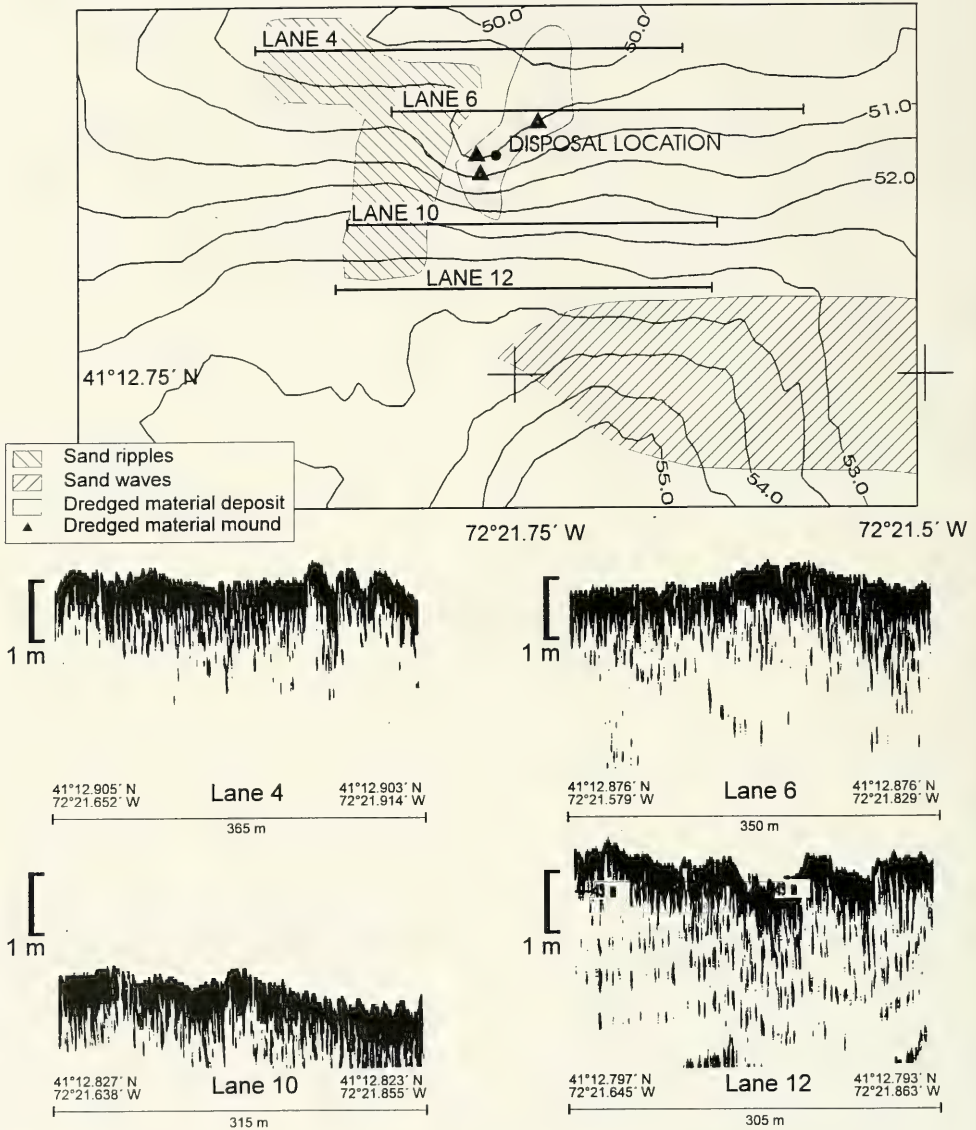 50.0
50.0
LANE 4
LANE 6
51.0
DISPOSAL LOCATION
52.0
LANE 10
LANE 12
41°12.75´ N
55.0
54.0
53.0
Sand ripples
Sand waves
Dredged material deposit
Dredged material mound
72°21.75´ W
72°21.5´ W
1 m
1 m
41°12.905´ N
72°21.652´ W
Lane 4
41°12.903´ N
72°21.914´ W
365 m
41°12.876´ N
72°21.579´ W
Lane 6
41°12.876´ N
72°21.829´ W
350 m
1 m
1 m
41°12.827´ N
72°21.638´ W
Lane 10
41°12.823´ N
72°21.855´ W
315 m
41°12.797´ N
72°21.645´ W
Lane 12
41°12.793´ N
72°21.863´ W
305 m